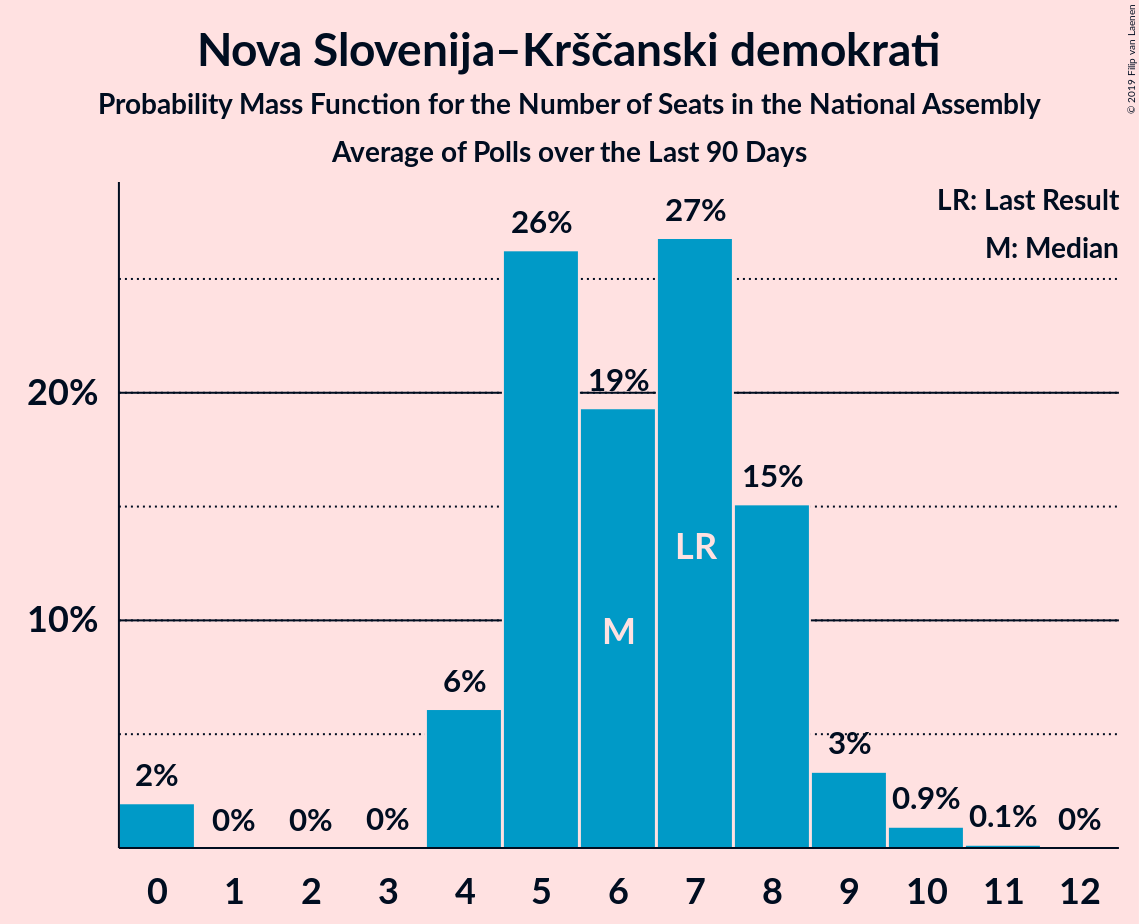 Nova Slovenija–Krščanski demokrati
Probability Mass Function for the Number of Seats in the National Assembly
Average of Polls over the Last 90 Days
© 2019 Filip van Laenen
LR: Last Result
M: Median
20%
10%
2%
0%
0%
0%
6%
26%
19%
27%
15%
3%
0.9%
0.1%
0%
M
LR
0 1 2 3 4 5 6 7 8 9 10 11 12